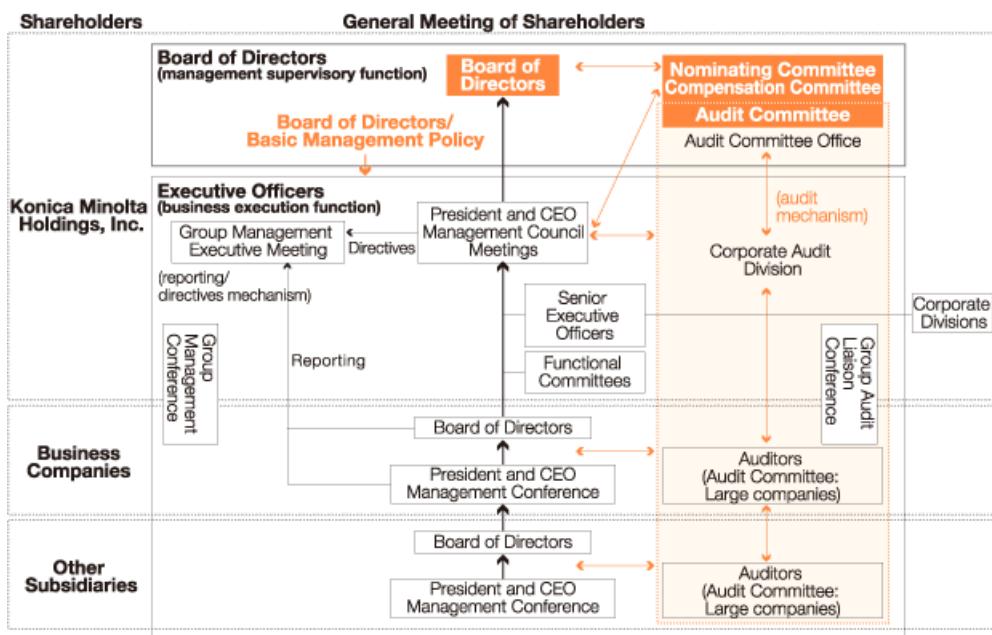 Shareholders
General Meeting of Shareholders
Board of Directors
(management supervisory function)
Board of
Directors
Nominating Committee
Compensation Committee
Audit Committee
Audit Committee Office
Board of Directors/
Basic Management Policy
Konica Minolta
Holdings, Inc.
Executive Officers
(business execution function)
Group Management
Executive Meeting
Directives
President and CEO
Management Council
Meetings
(audit
mechanism)
Corporate Audit
Division
(reporting/
directives mechanism)
Senior
Executive
Officers
Corporate
Divisions
Group
Management
Conference
Reporting
Functional
Committees
Group Audit
Liaison
Conference
Business
Companies
Board of Directors
President and CEO
Management Conference
Auditors
(Audit Committee:
Large companies)
Other
Subsidiaries
Board of Directors
President and CEO
Management Conference
Auditors
(Audit Committee:
Large companies)